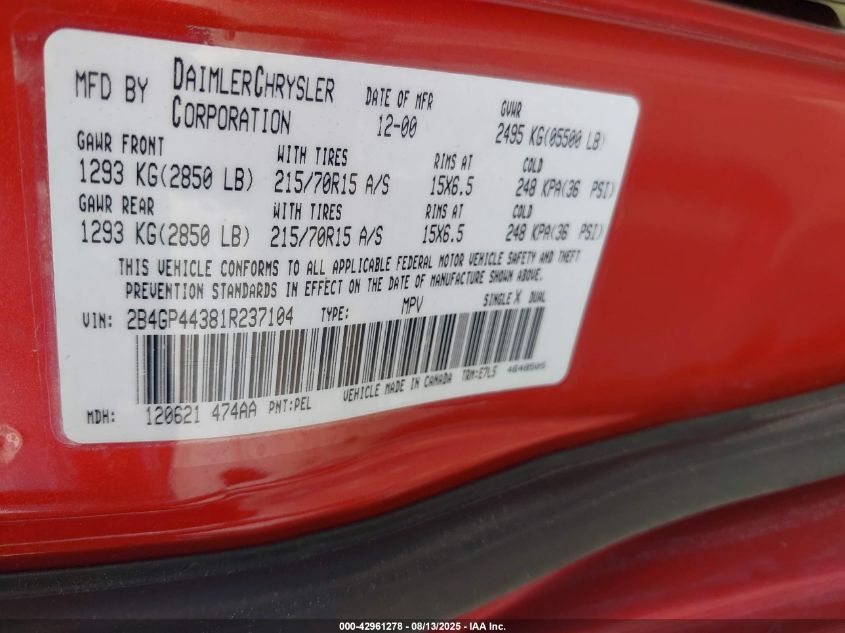 MFD BY DAIMLERCHRYSLER CORPORATION DATE OF MFR 12-00 GVWR 2495 KG(05500 LB)
GAWR FRONT WITH TIRES RIMS AT COLD
1293 KG(2850 LB) 215/70R15 A/S 15X6.5 248 KPA(36 PSI)
GAWR REAR WITH TIRES RIMS AT COLD
1293 KG(2850 LB) 215/70R15 A/S 15X6.5 248 KPA(36 PSI)
THIS VEHICLE CONFORMS TO ALL APPLICABLE FEDERAL MOTOR VEHICLE SAFETY AND THEFT
PREVENTION STANDARDS IN EFFECT ON THE DATE OF MANUFACTURE SHOWN ABOVE.
VIN: 2B4GP44381R237104 TYPE: MPV SINGLE X DUAL
VEHICLE MADE IN CANADA TRM:E7L5 4648505
MDH: 120621 474AA PNT:PEL
000-42961278 - 08/13/2025 - IAA Inc.